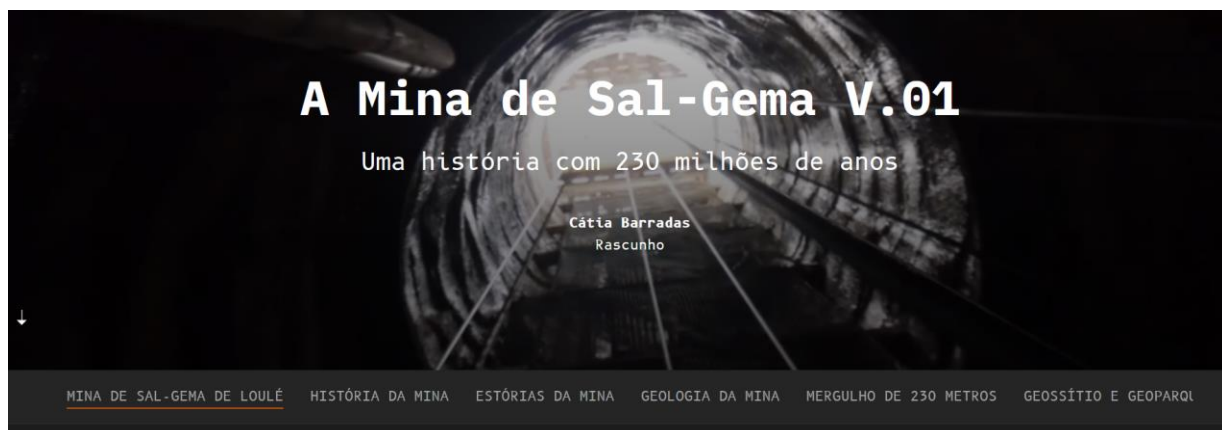 A Mina de Sal-Gema V.01
Uma história com 230 milhões de anos
Cátia Barradas
Rascunho
MINA DE SAL-GEMA DE LOULÉ HISTÓRIA DA MINA ESTÓRIAS DA MINA GEOLOGIA DA MINA MERGULHO DE 230 METROS GEOSSÍTIO E